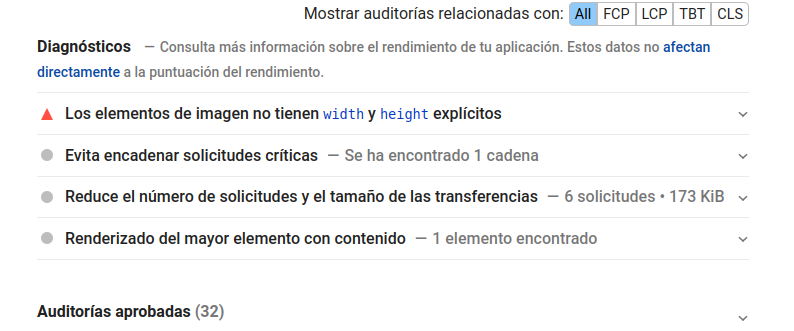 Mostrar auditorías relacionadas con: All FCP LCP TBT CLS
Diagnósticos — Consulta más información sobre el rendimiento de tu aplicación. Estos datos no afectan
directamente a la puntuación del rendimiento.
Los elementos de imagen no tienen width y height explícitos
Evita encadenar solicitudes críticas — Se ha encontrado 1 cadena
Reduce el número de solicitudes y el tamaño de las transferencias — 6 solicitudes • 173 KiB
Renderizado del mayor elemento con contenido — 1 elemento encontrado
Auditorías aprobadas (32)